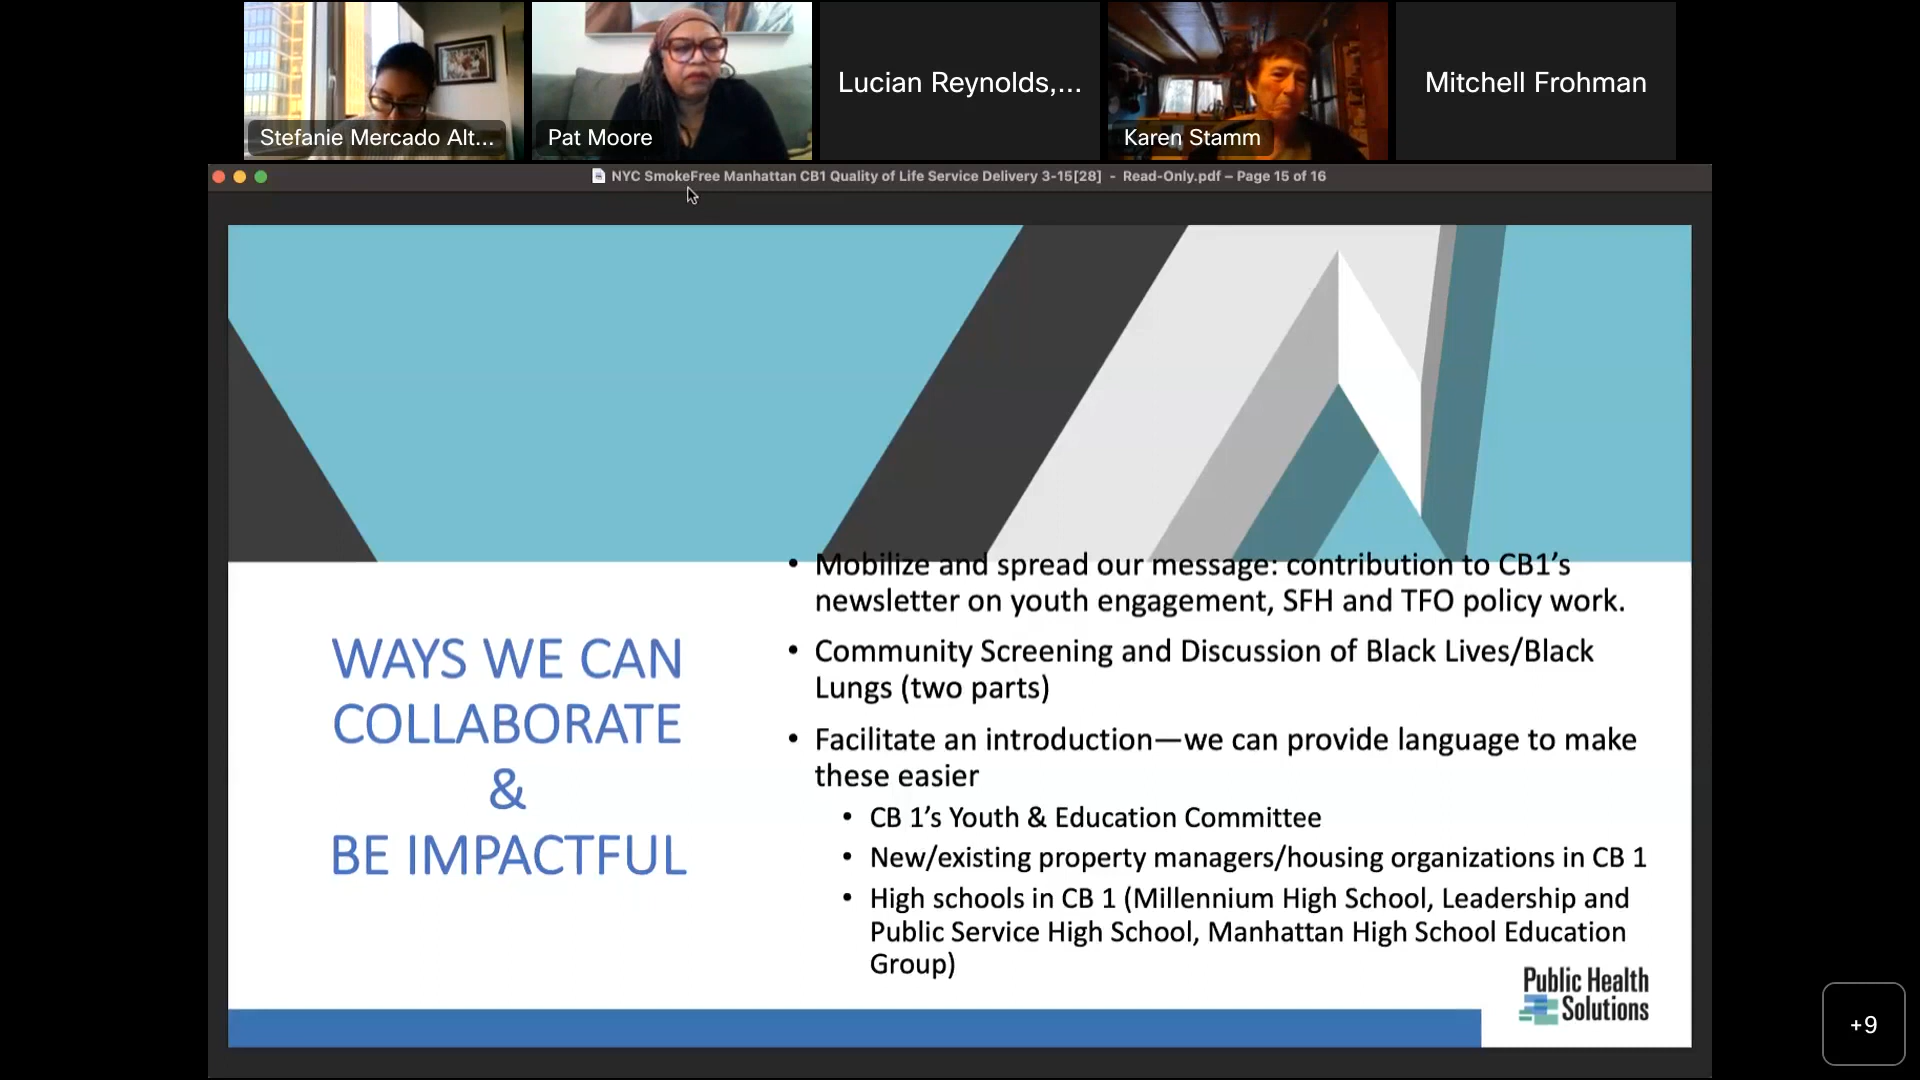 Lucian Reynolds,...
Mitchell Frohman
Stefanie Mercado Alt...
Pat Moore
Karen Stamm
NYC SmokeFree Manhattan CB1 Quality of Life Service Delivery 3-15[28] - Read-Only.pdf – Page 15 of 16
WAYS WE CAN
COLLABORATE
&
BE IMPACTFUL
• Mobilize and spread our message: contribution to CB1’s
newsletter on youth engagement, SFH and TFO policy work.
• Community Screening and Discussion of Black Lives/Black
Lungs (two parts)
• Facilitate an introduction—we can provide language to make
these easier
• CB 1’s Youth & Education Committee
• New/existing property managers/housing organizations in CB 1
• High schools in CB 1 (Millennium High School, Leadership and
Public Service High School, Manhattan High School Education
Group)
Public Health
Solutions
+9